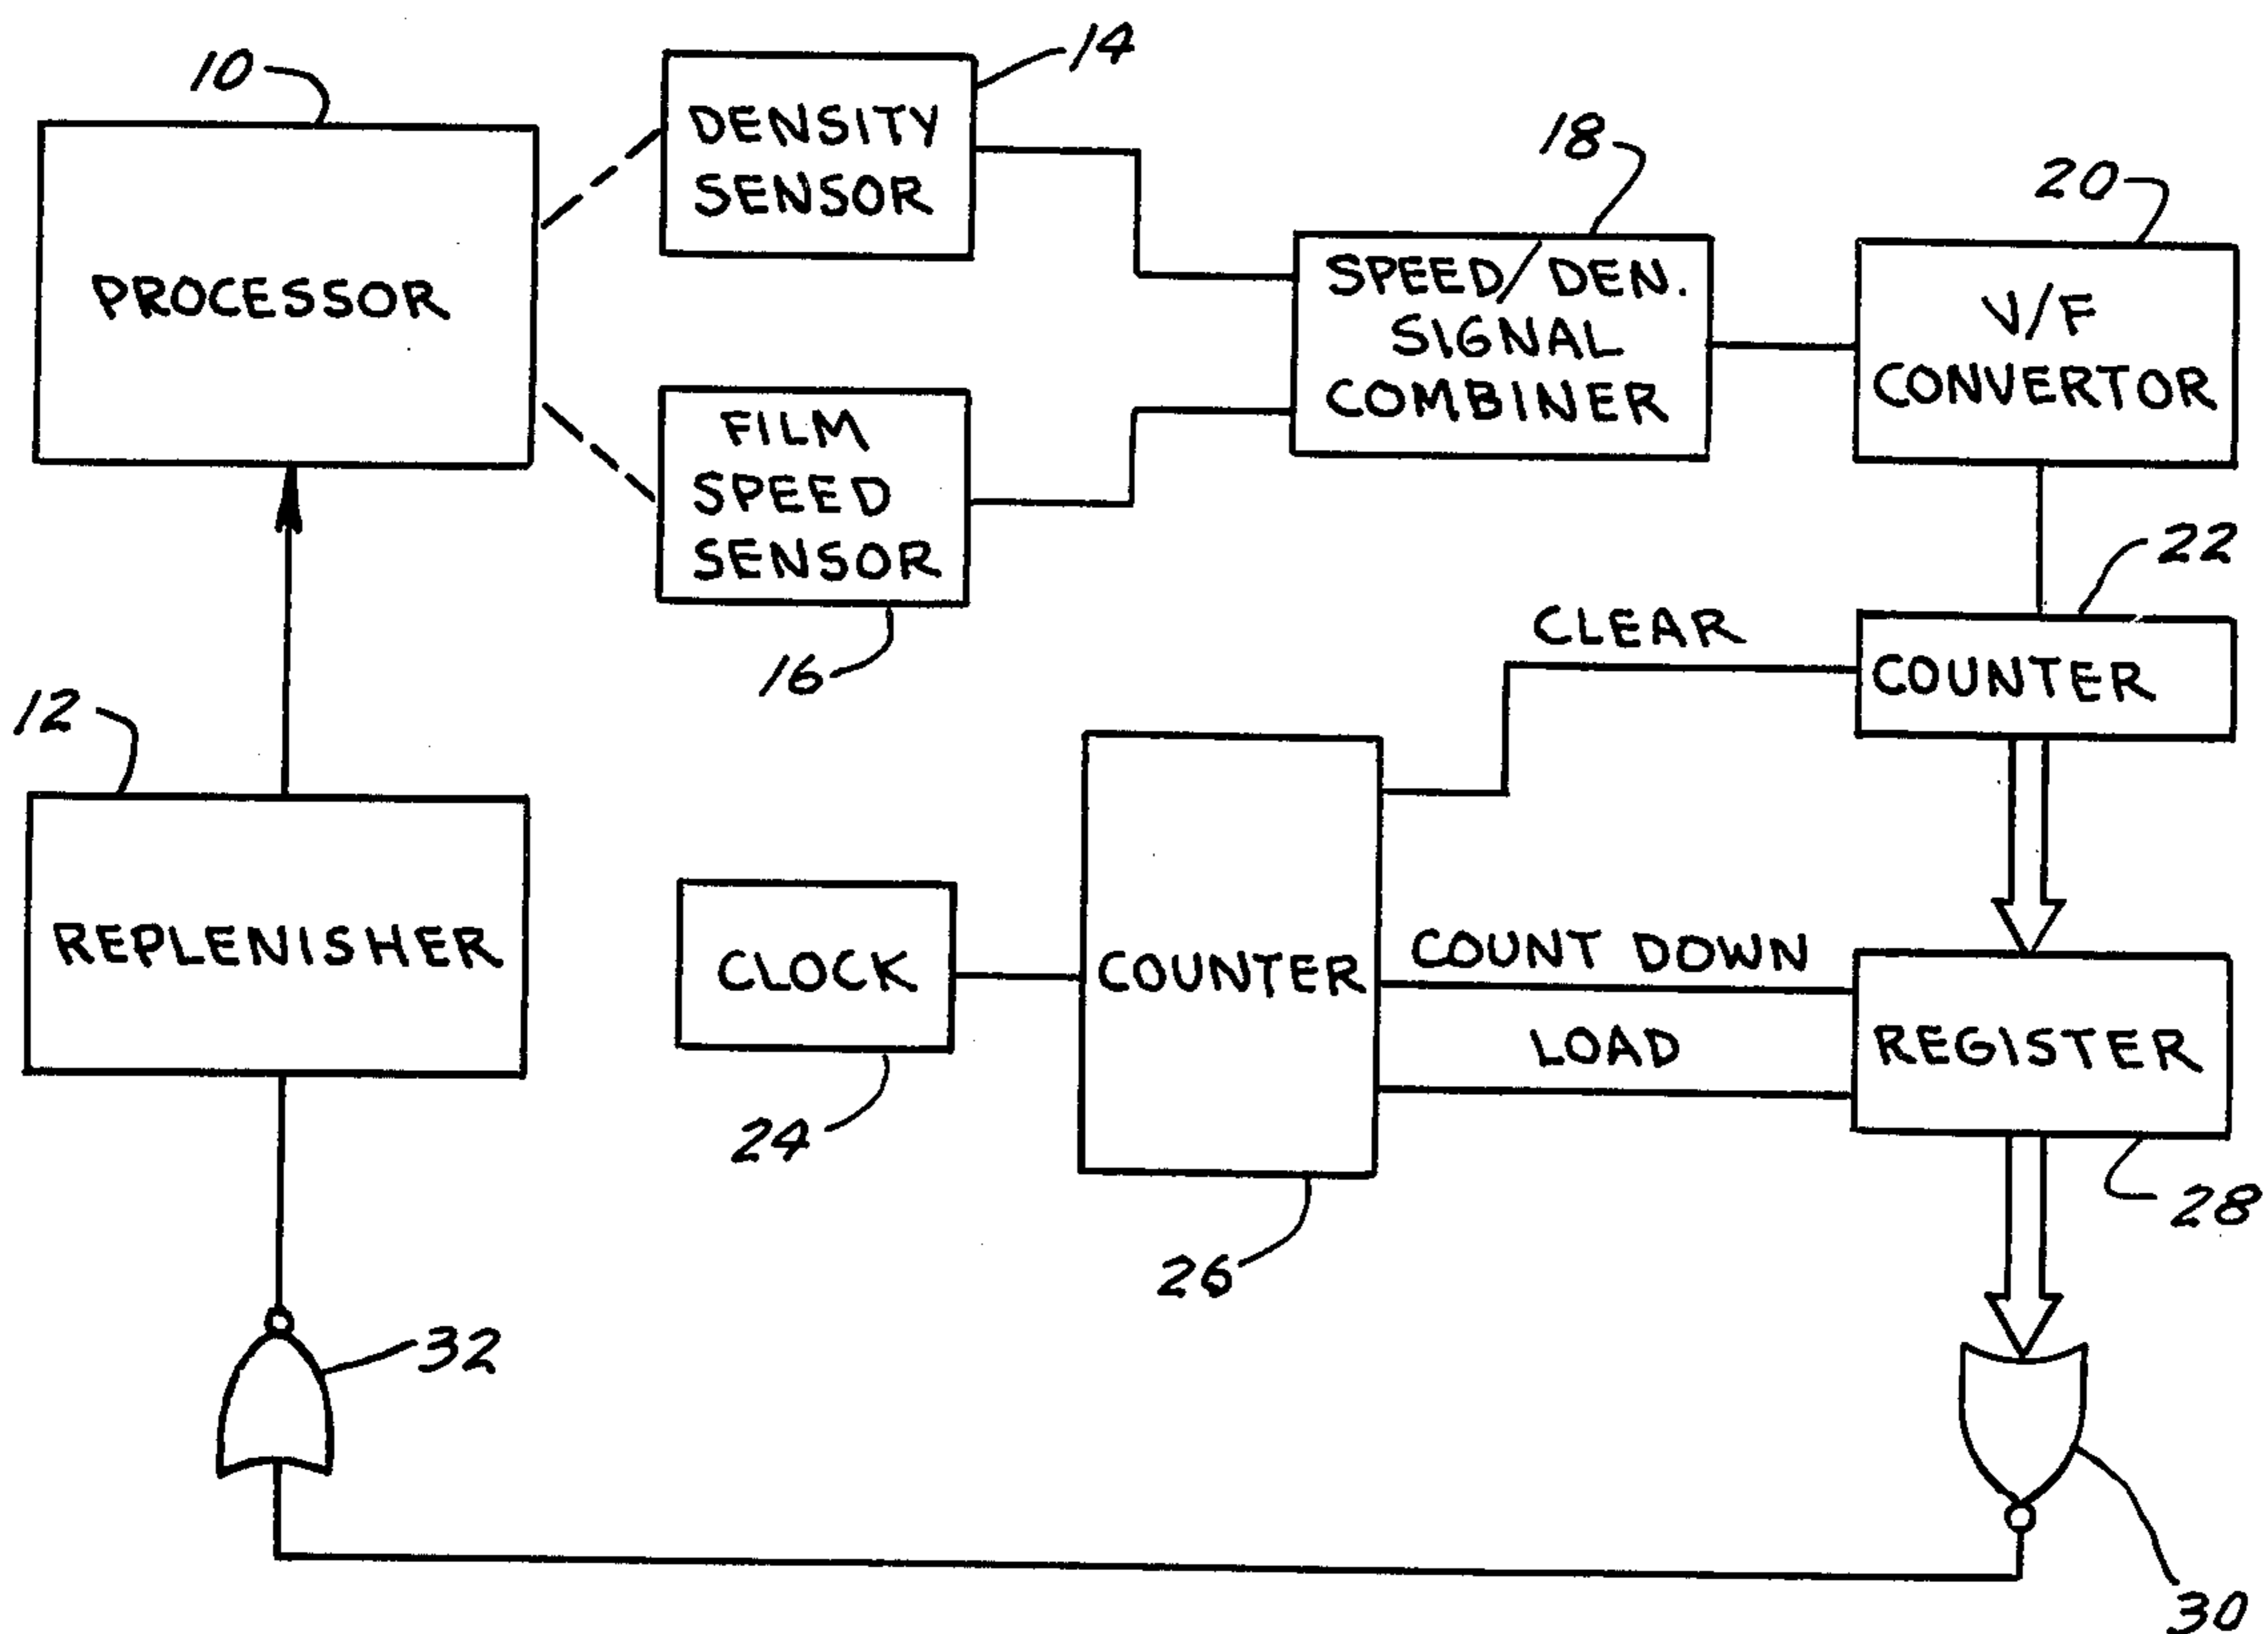 10
PROCESSOR
14
DENSITY
SENSOR
18
SPEED/DEN.
SIGNAL
COMBINER
20
V/F
CONVERTOR
FILM
SPEED
SENSOR
16
22
CLEAR
COUNTER
12
REPLENISHER
CLOCK
24
COUNTER
26
COUNT DOWN
LOAD
REGISTER
28
32
30